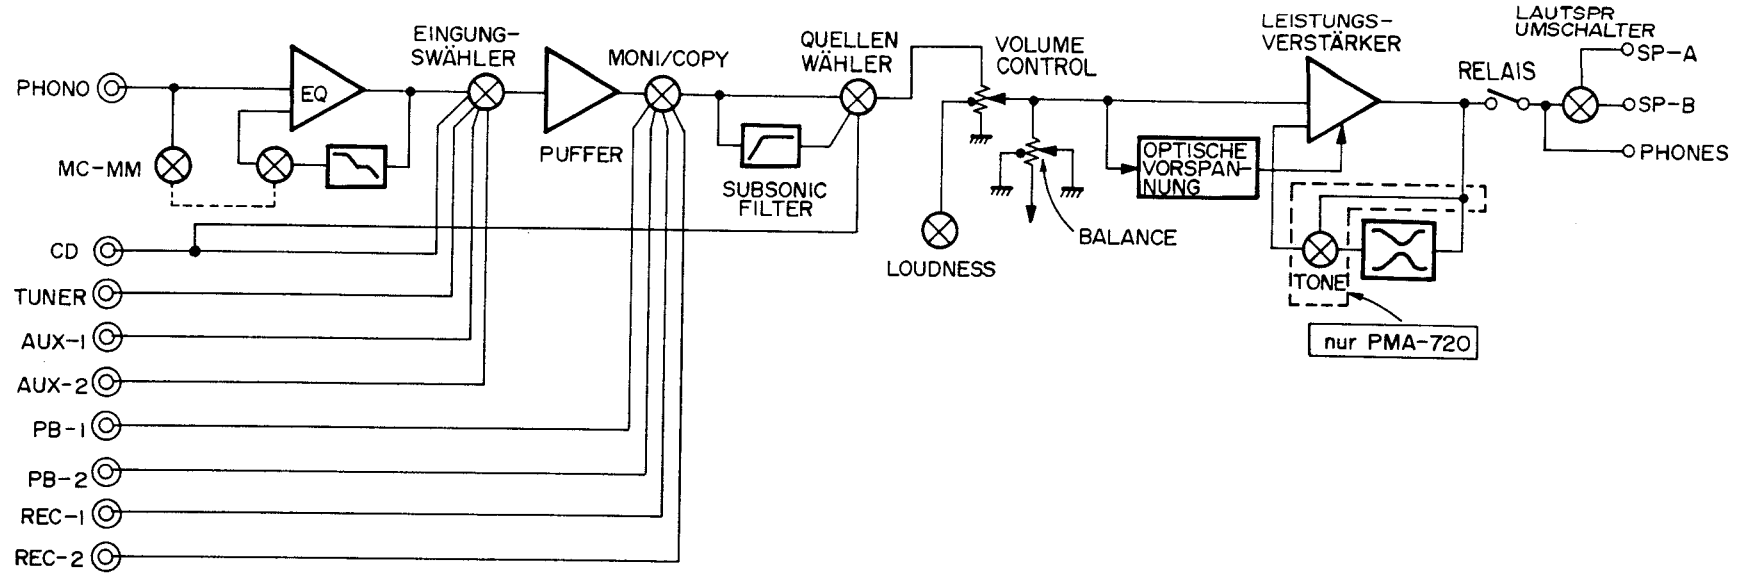 PHONO
EQ
MC-MM
EINGUNG-
SWÄHLER
PUFFER
MONI/COPY
SUBSONIC
FILTER
QUELLEN
WÄHLER
VOLUME
CONTROL
LOUDNESS
BALANCE
OPTISCHE
VORSPAN-
NUNG
LEISTUNGS-
VERSTÄRKER
RELAIS
LAUTSPR
UMSCHALTER
SP-A
SP-B
PHONES
TONE
nur PMA-720
CD
TUNER
AUX-1
AUX-2
PB-1
PB-2
REC-1
REC-2